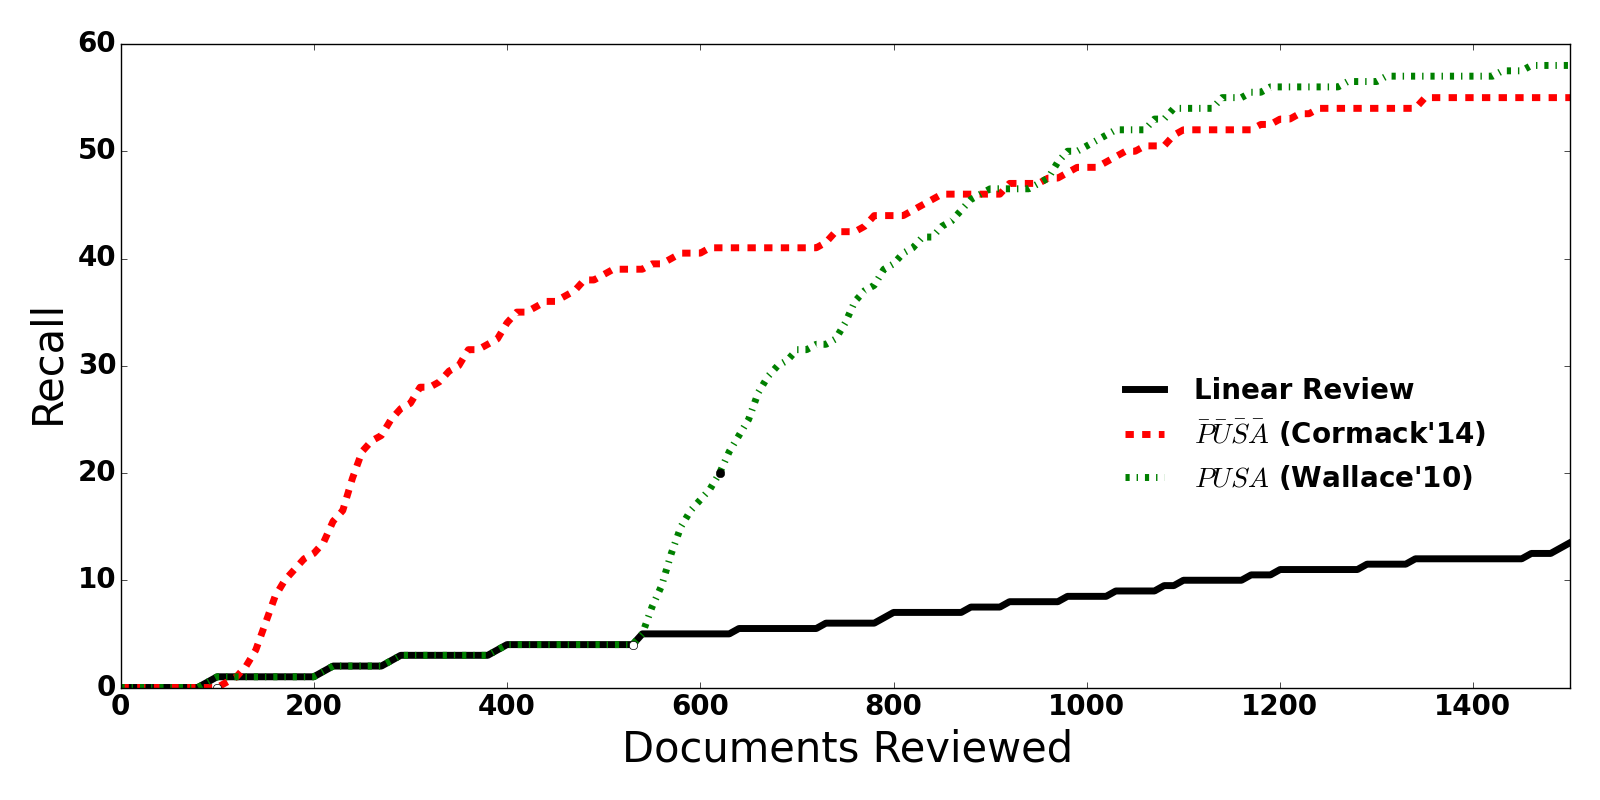 60
50
40
30
20
10
0
Recall
0 200 400 600 800 1000 1200 1400
Documents Reviewed
Linear Review
P̄ŪS̄Ā (Cormack'14)
PUSA (Wallace'10)